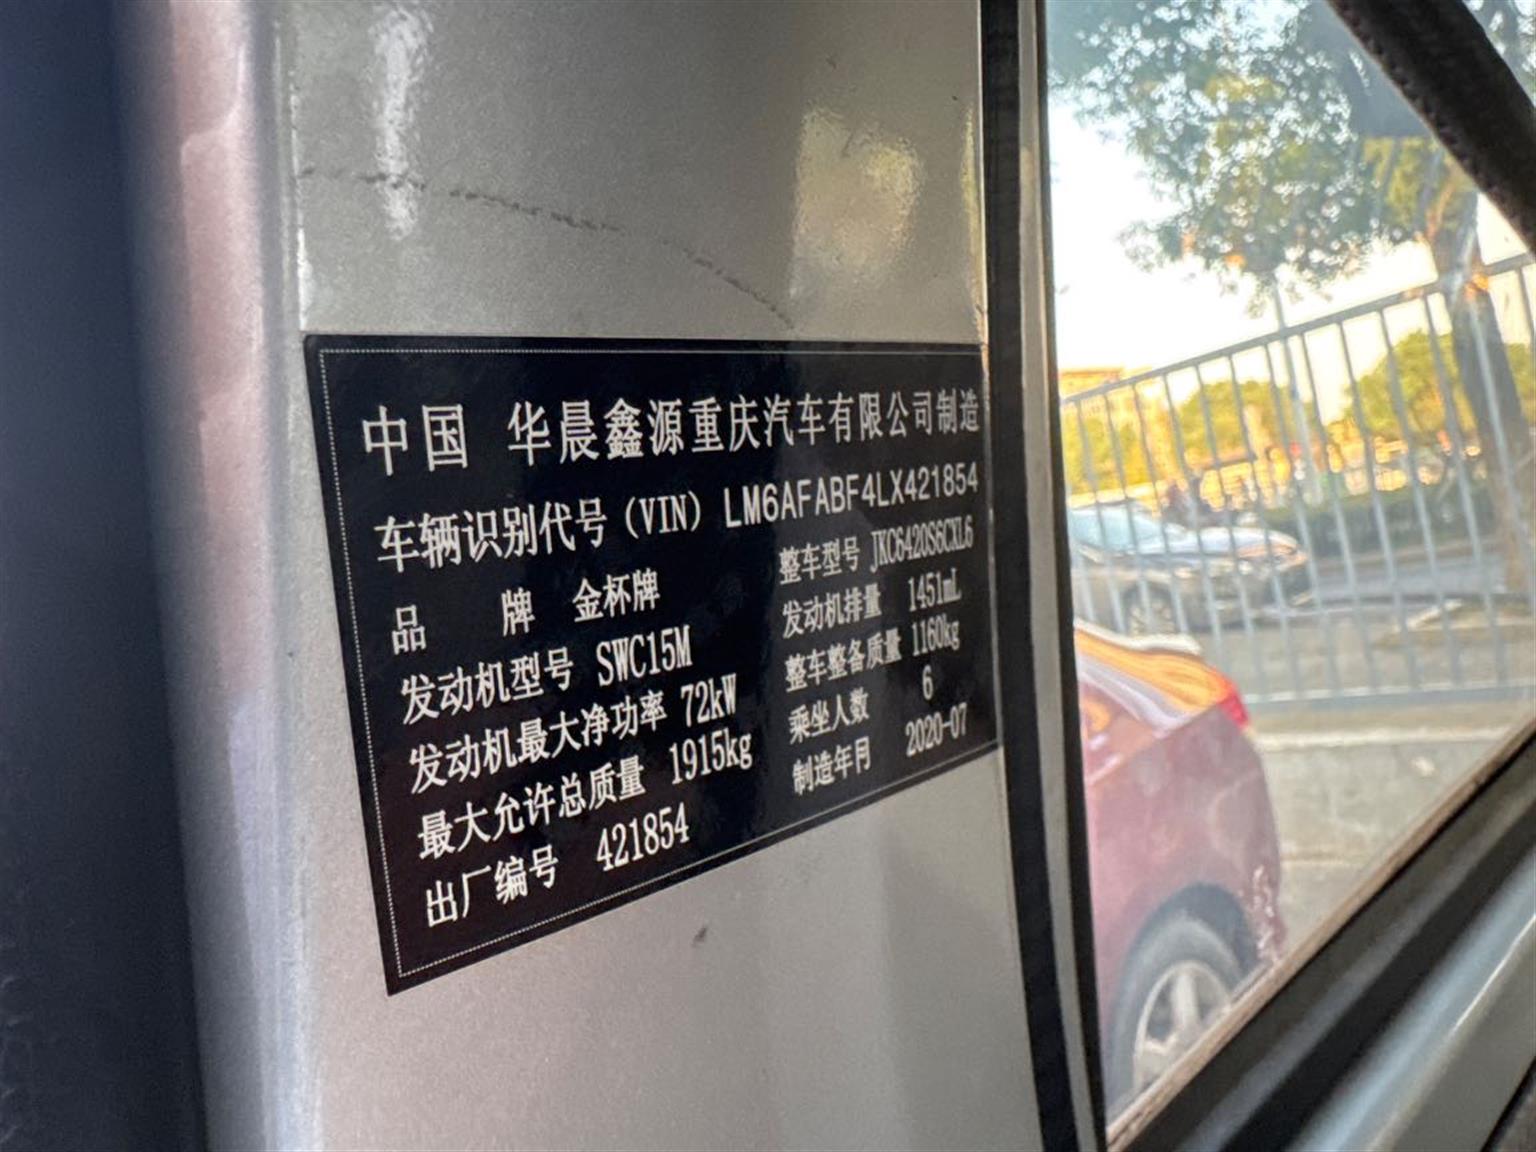 中国 华晨鑫源重庆汽车有限公司制造
车辆识别代号 (VIN) LM6AFABF4LX421854
品 牌 金杯牌 整车型号 JKC6420S6CXL6
发动机型号 SWC15M 发动机排量 1451mL
发动机最大净功率 72kW 整车整备质量 1160kg
最大允许总质量 1915kg 乘坐人数 6
出厂编号 421854 制造年月 2020-07